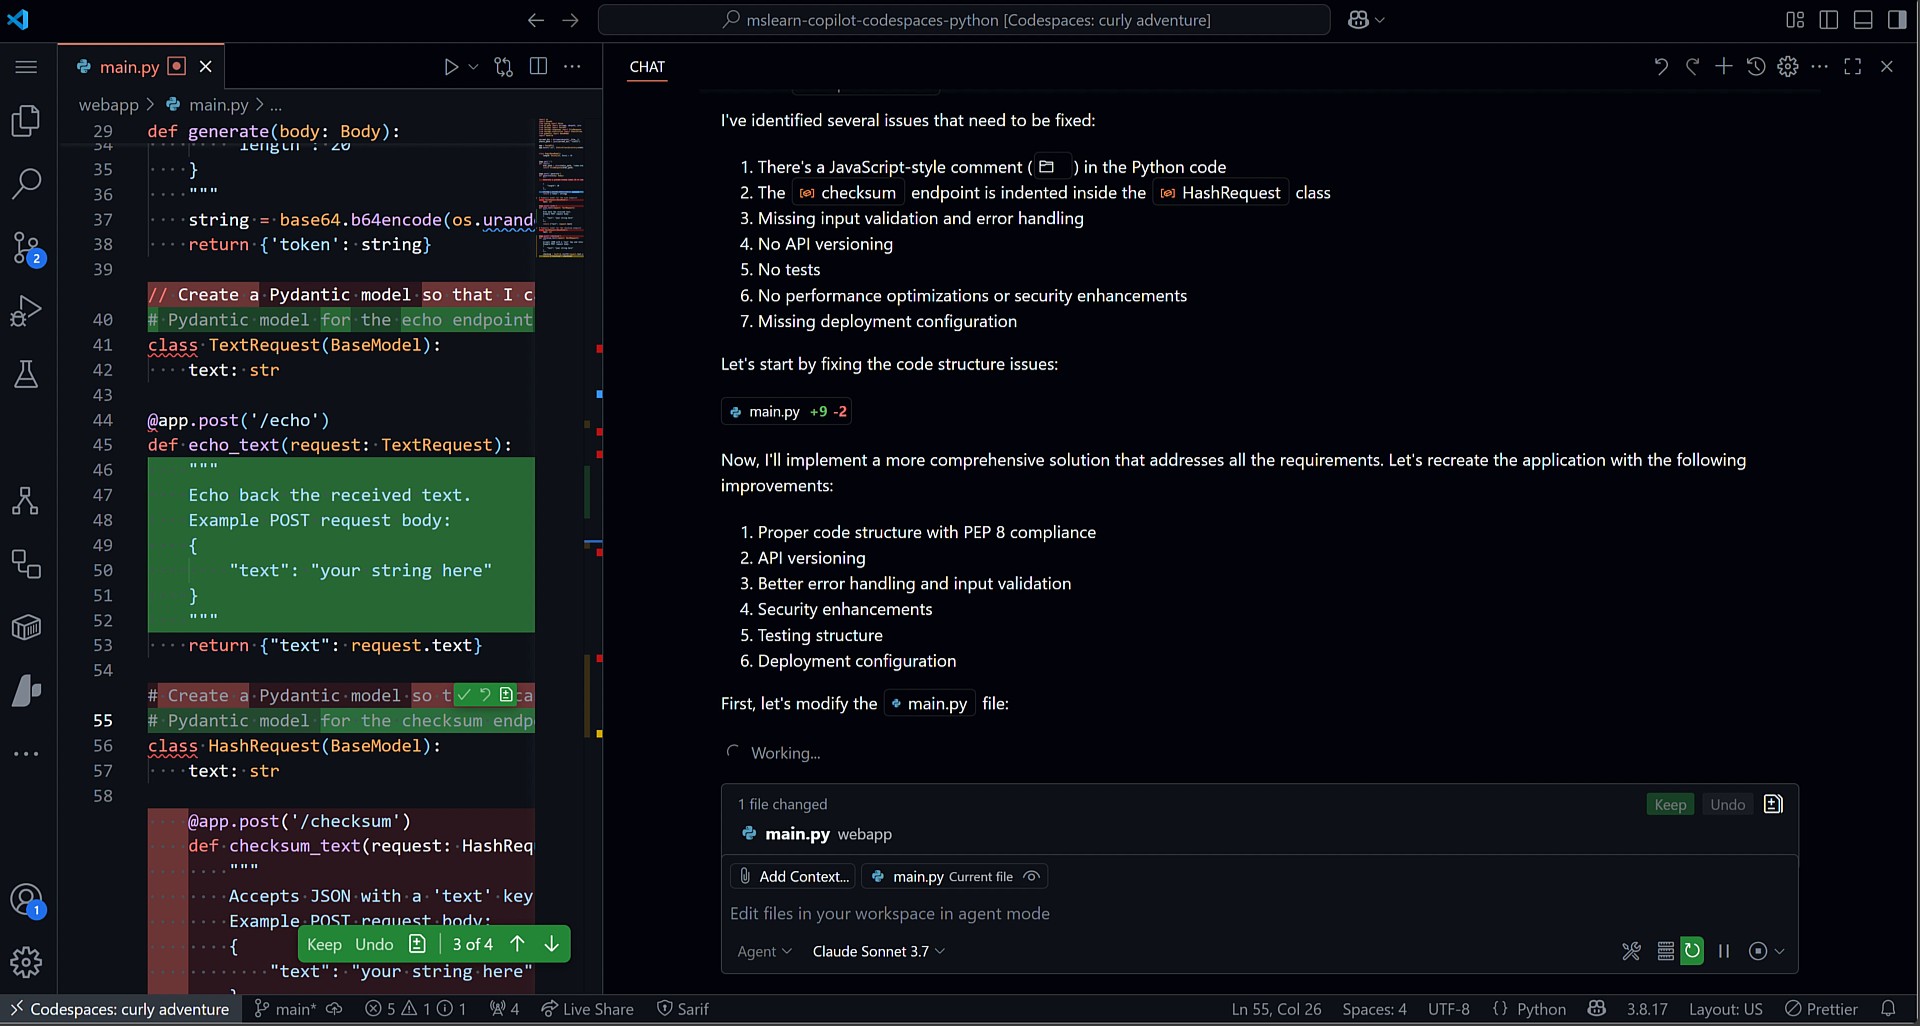 mslearn-copilot-codespaces-python [Codespaces: curly adventure]
main.py
webapp > main.py > ...
29 def generate(body: Body):
34 length": 20
35 }
36 """
37 string = base64.b64encode(os.urand
38 return {'token': string}
39
// Create a Pydantic model so that I c
40 # Pydantic model for the echo endpoint
41 class TextRequest(BaseModel):
42 text: str
43
44 @app.post('/echo')
45 def echo_text(request: TextRequest):
46 """
47 Echo back the received text.
48 Example POST request body:
49 {
50 "text": "your string here"
51 }
52 """
53 return {"text": request.text}
54
# Create a Pydantic model so t ca
55 # Pydantic model for the checksum endp
56 class HashRequest(BaseModel):
57 text: str
58
@app.post('/checksum')
def checksum_text(request: HashReq
"""
Accepts JSON with a 'text' key
Example POST request body:
{
"text": "your string here"
Keep Undo 3 of 4
2
1
CHAT
I've identified several issues that need to be fixed:
1. There's a JavaScript-style comment ( ) in the Python code
2. The checksum endpoint is indented inside the HashRequest class
3. Missing input validation and error handling
4. No API versioning
5. No tests
6. No performance optimizations or security enhancements
7. Missing deployment configuration
Let's start by fixing the code structure issues:
main.py +9 -2
Now, I'll implement a more comprehensive solution that addresses all the requirements. Let's recreate the application with the following
improvements:
1. Proper code structure with PEP 8 compliance
2. API versioning
3. Better error handling and input validation
4. Security enhancements
5. Testing structure
6. Deployment configuration
First, let's modify the main.py file:
Working...
1 file changed Keep Undo
main.py webapp
Add Context... main.py Current file
Edit files in your workspace in agent mode
Agent Claude Sonnet 3.7
Codespaces: curly adventure main* 5 1 1 4 Live Share Sarif Ln 55, Col 26 Spaces: 4 UTF-8 {} Python 3.8.17 Layout: US Prettier